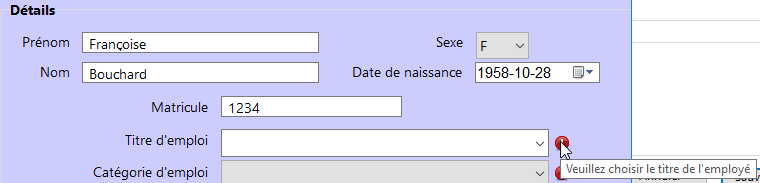 Détails
Prénom Françoise Sexe F
Nom Bouchard Date de naissance 1958-10-28
Matricule 1234
Titre d'emploi
Veuillez choisir le titre de l'employé
Catégorie d'emploi